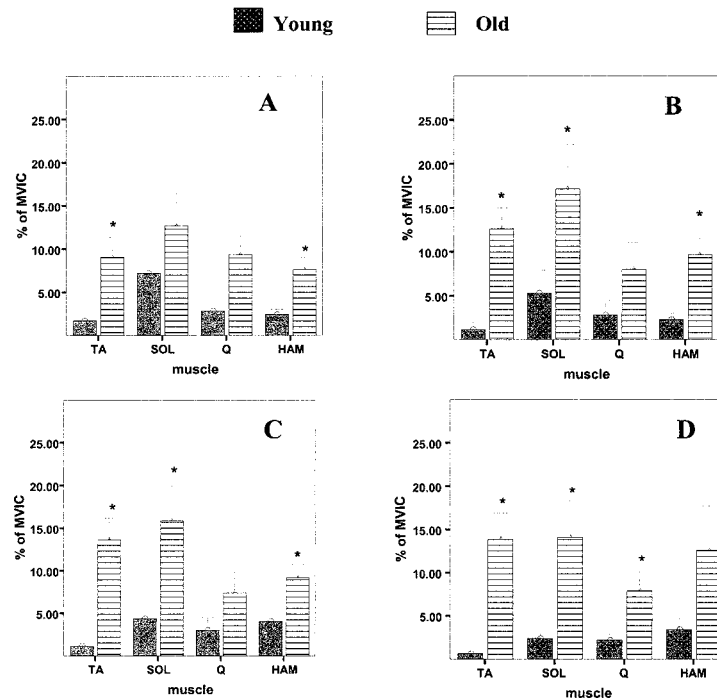 Young Old
A
25.00
20.00
15.00
10.00
5.00
% of MVIC
*
*
TA SOL Q HAM
muscle
B
25.00
20.00
15.00
10.00
5.00
% of MVIC
*
*
*
TA SOL Q HAM
muscle
C
25.00
20.00
15.00
10.00
5.00
% of MVIC
*
*
*
TA SOL Q HAM
muscle
D
25.00
20.00
15.00
10.00
5.00
% of MVIC
*
*
*
TA SOL Q HAM
muscle